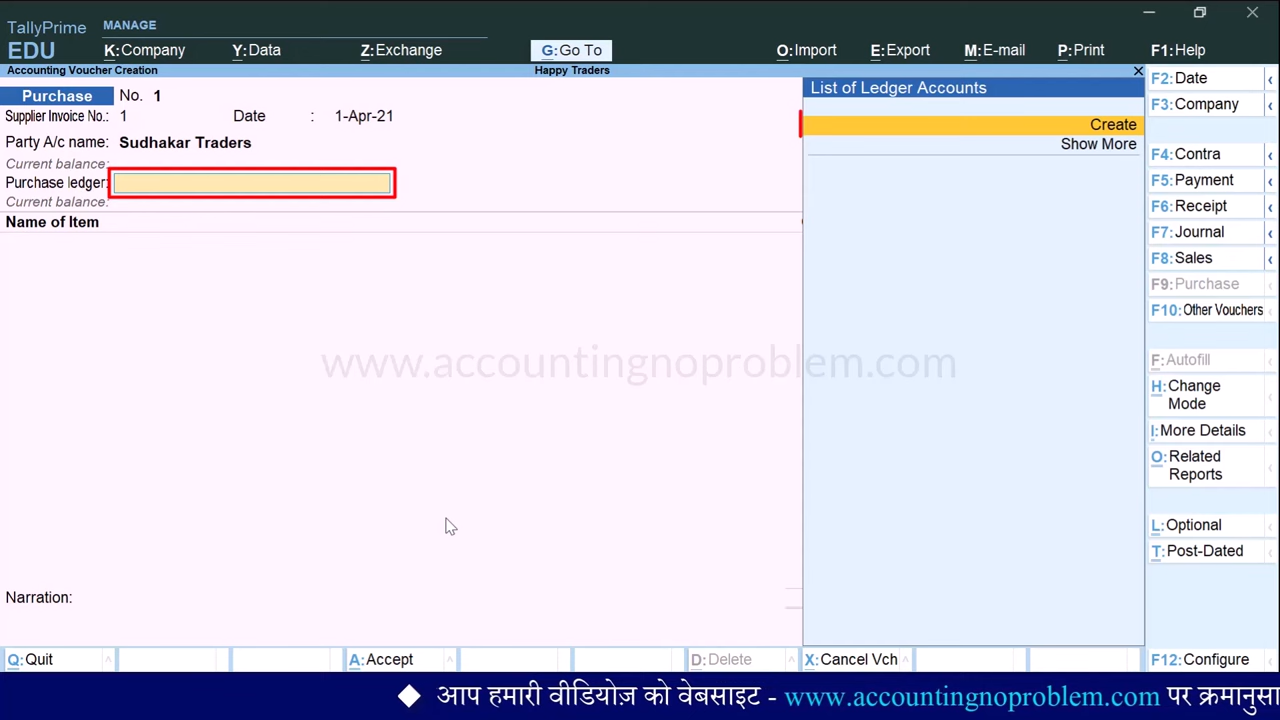 TallyPrime
EDU
MANAGE
K:Company
Y:Data
Z:Exchange
G:Go To
O:Import
E:Export
M:E-mail
P:Print
F1:Help
Accounting Voucher Creation
Happy Traders
Purchase No. 1
Supplier Invoice No.: 1 Date : 1-Apr-21
Party A/c name: Sudhakar Traders
Current balance:
Purchase ledger:
Current balance:
Name of Item
Narration:
List of Ledger Accounts
Create
Show More
F2:Date
F3:Company
F4:Contra
F5:Payment
F6:Receipt
F7:Journal
F8:Sales
F9:Purchase
F10:Other Vouchers
F:Autofill
H:Change
Mode
I:More Details
O:Related
Reports
L:Optional
T:Post-Dated
www.accountingnoproblem.com
Q:Quit
A:Accept
D:Delete
X:Cancel Vch
F12:Configure
◆ आप हमारी वीडियोज़ को वेबसाइट - www.accountingnoproblem.com पर क्रमानुसा